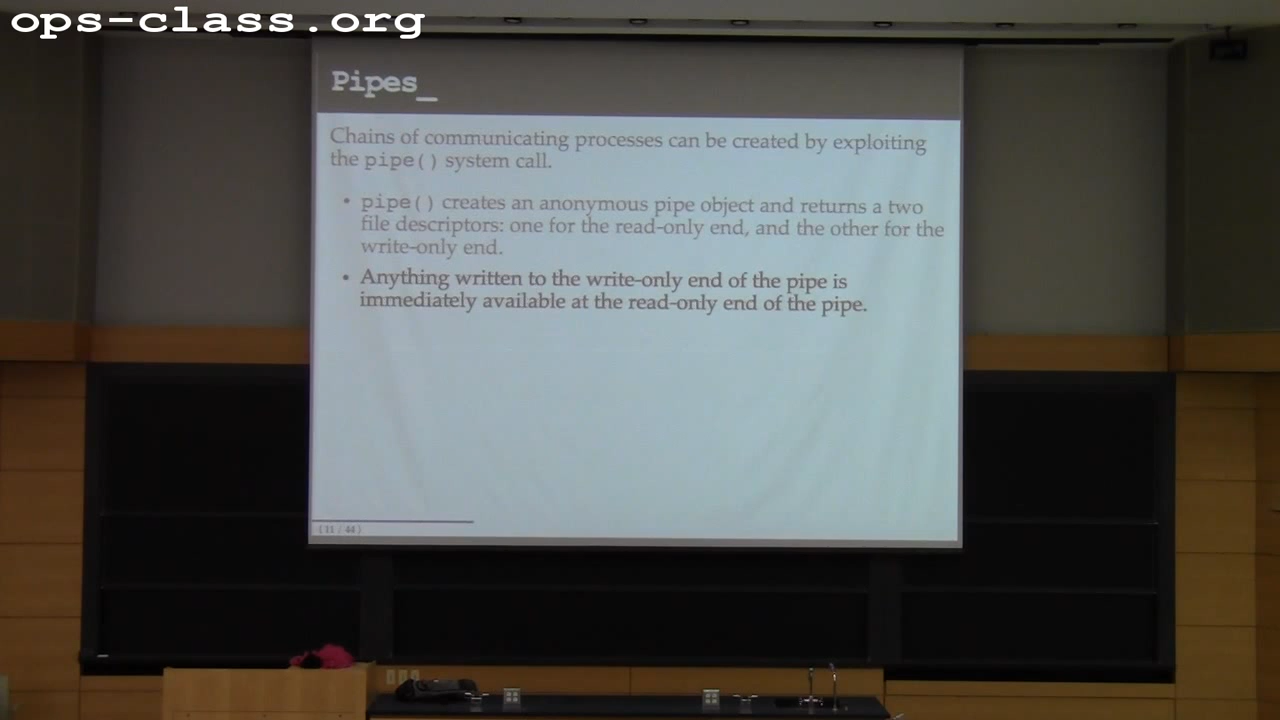 ops-class.org
Pipes_
Chains of communicating processes can be created by exploiting
the pipe() system call.
• pipe() creates an anonymous pipe object and returns a two
file descriptors: one for the read-only end, and the other for the
write-only end.
• Anything written to the write-only end of the pipe is
immediately available at the read-only end of the pipe.
(11 / 44)